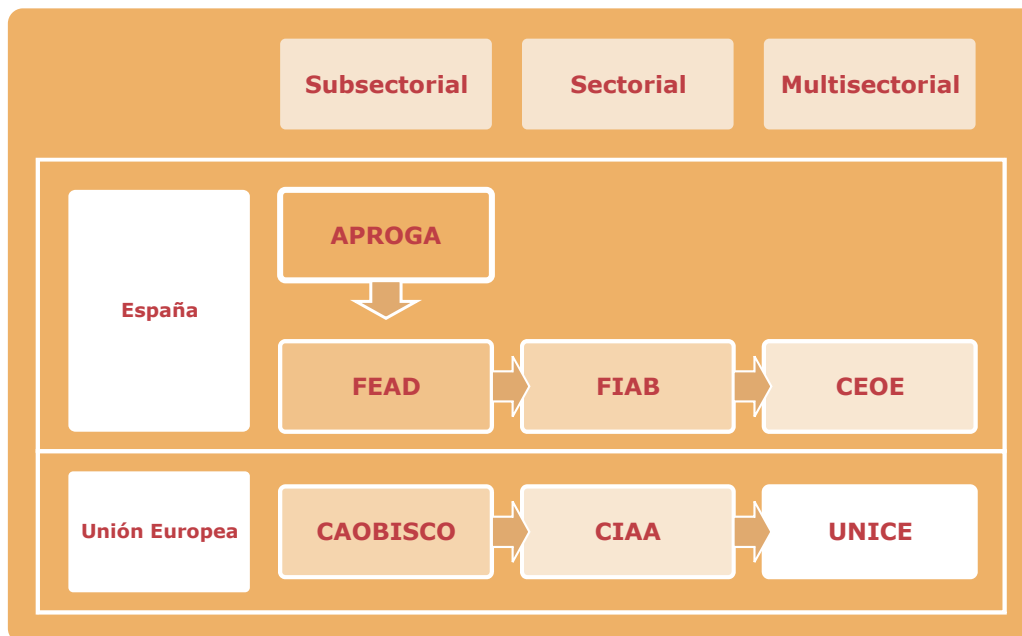 Subsectorial
Sectorial
Multisectorial
España
APROGA
FEAD
FIAB
CEOE
Unión Europea
CAOBISCO
CIAA
UNICE